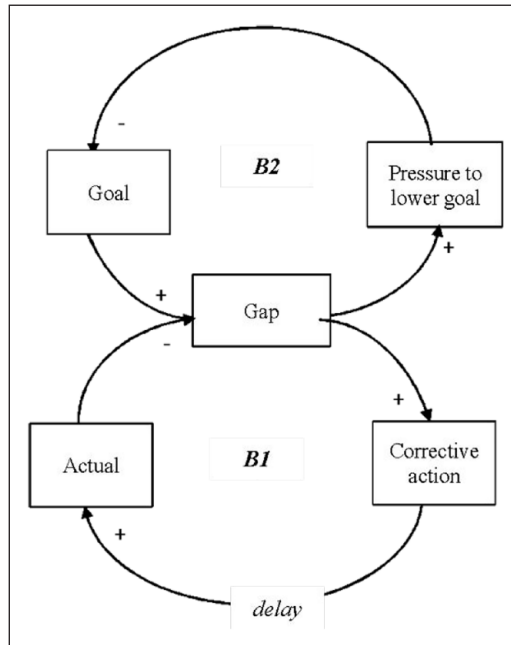 -
B2
Goal
Pressure to
lower goal
+
+
Gap
-
+
Actual
B1
Corrective
action
+
delay